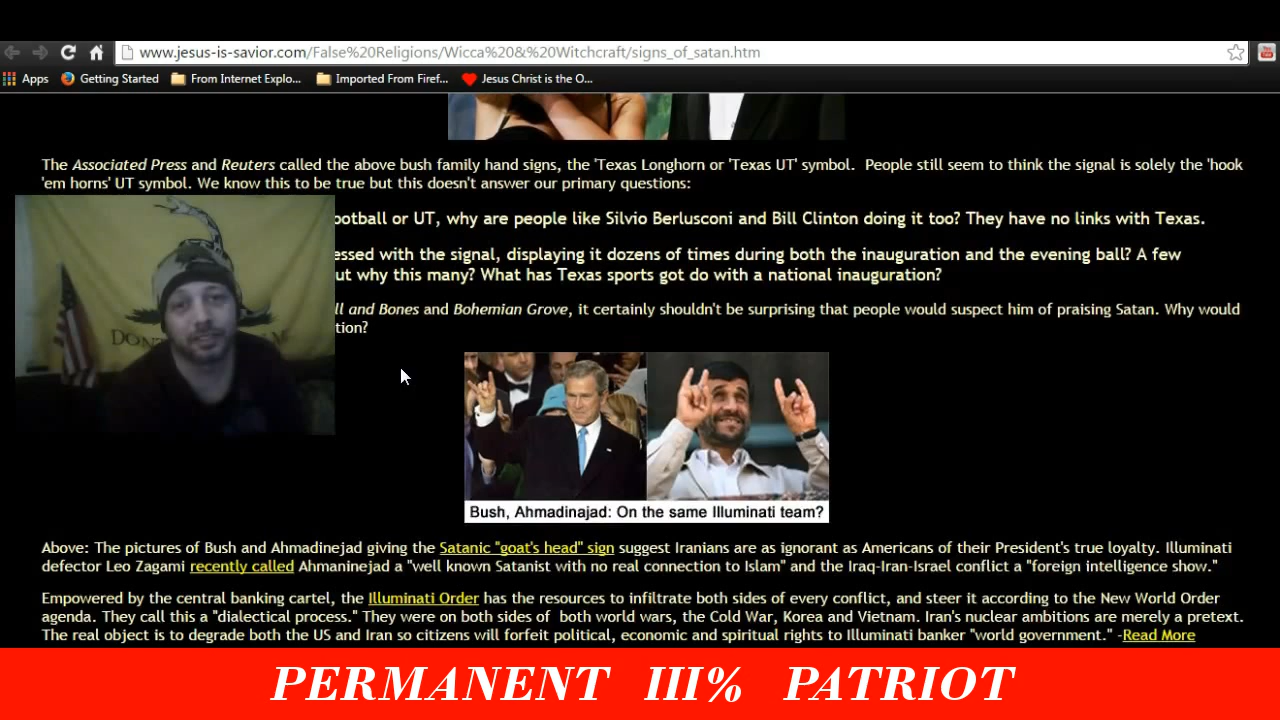 www.jesus-is-savior.com/False%20Religions/Wicca%20&%20Witchcraft/signs_of_satan.htm
Apps Getting Started From Internet Explo... Imported From Firef... Jesus Christ is the O...
The Associated Press and Reuters called the above bush family hand signs, the 'Texas Longhorn or 'Texas UT' symbol. People still seem to think the signal is solely the 'hook
'em horns' UT symbol. We know this to be true but this doesn't answer our primary questions:
ootball or UT, why are people like Silvio Berlusconi and Bill Clinton doing it too? They have no links with Texas.
essed with the signal, displaying it dozens of times during both the inauguration and the evening ball? A few
ut why this many? What has Texas sports got do with a national inauguration?
ll and Bones and Bohemian Grove, it certainly shouldn't be surprising that people would suspect him of praising Satan. Why would
tion?
DON'T
Bush, Ahmadinajad: On the same Illuminati team?
Above: The pictures of Bush and Ahmadinejad giving the Satanic "goat's head" sign suggest Iranians are as ignorant as Americans of their President's true loyalty. Illuminati
defector Leo Zagami recently called Ahmaninejad a "well known Satanist with no real connection to Islam" and the Iraq-Iran-Israel conflict a "foreign intelligence show."
Empowered by the central banking cartel, the Illuminati Order has the resources to infiltrate both sides of every conflict, and steer it according to the New World Order
agenda. They call this a "dialectical process." They were on both sides of both world wars, the Cold War, Korea and Vietnam. Iran's nuclear ambitions are merely a pretext.
The real object is to degrade both the US and Iran so citizens will forfeit political, economic and spiritual rights to Illuminati banker "world government." -Read More
PERMANENT III% PATRIOT